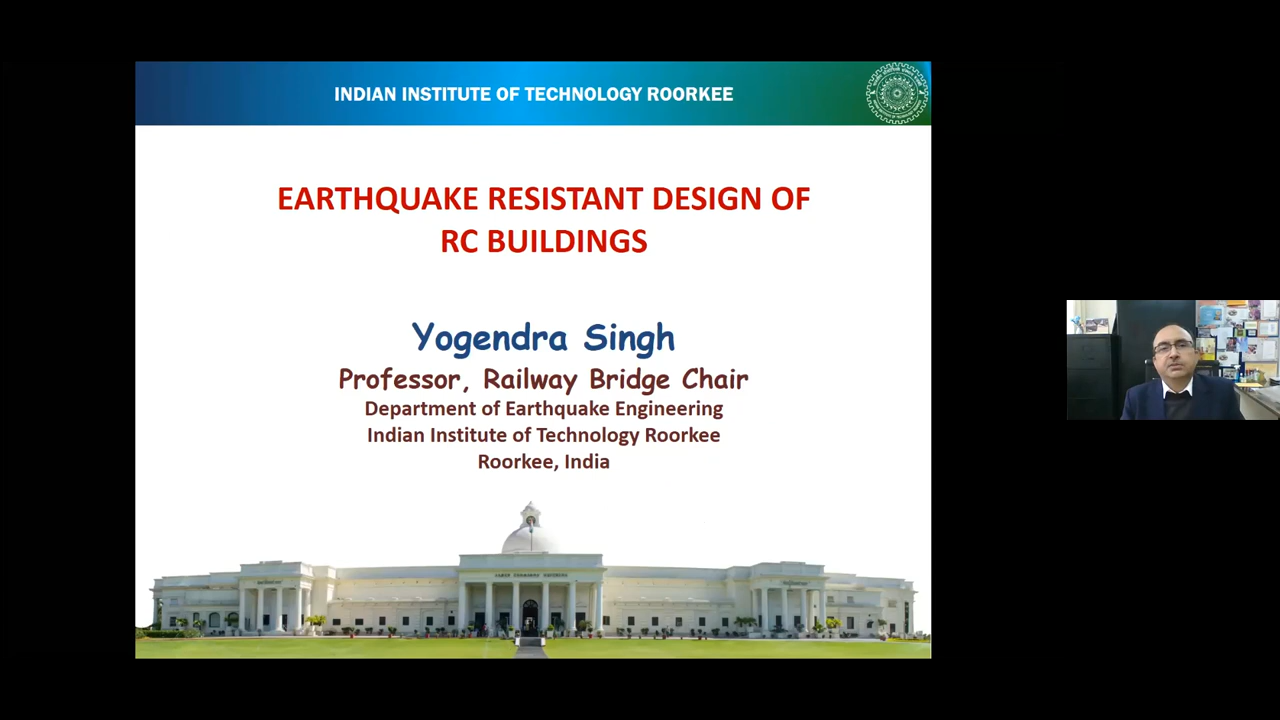 INDIAN INSTITUTE OF TECHNOLOGY ROORKEE
EARTHQUAKE RESISTANT DESIGN OF
RC BUILDINGS
Yogendra Singh
Professor, Railway Bridge Chair
Department of Earthquake Engineering
Indian Institute of Technology Roorkee
Roorkee, India